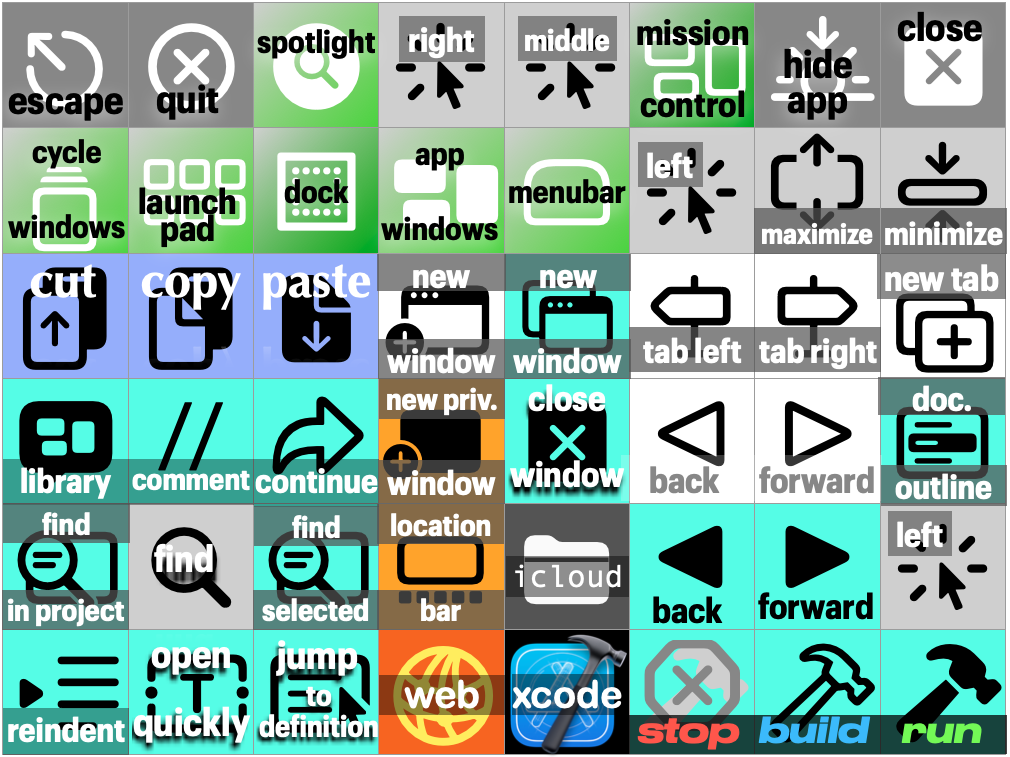 escape
quit
spotlight
right
middle
mission
control
hide
app
close
cycle
windows
launch
pad
dock
app
windows
menubar
left
maximize
minimize
cut
copy
paste
new
window
new
window
tab left
tab right
new tab
library
//
comment
continue
new priv.
window
close
window
back
forward
doc.
outline
find
in project
find
find
selected
location
bar
icloud
back
forward
left
reindent
open
T
quickly
jump
to
definition
web
xcode
stop
build
run